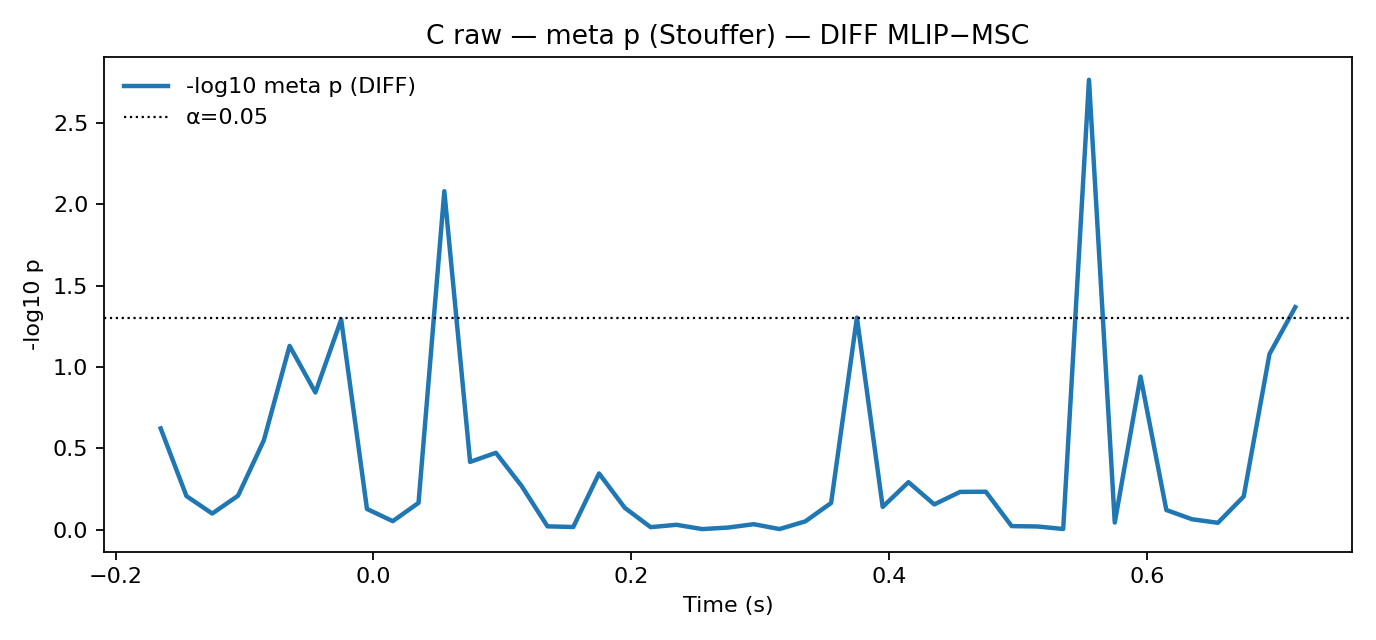 C raw — meta p (Stouffer) — DIFF MLIP−MSC
-log10 meta p (DIFF)
α=0.05
2.5
2.0
1.5
1.0
0.5
0.0
-log10 p
−0.2 0.0 0.2 0.4 0.6
Time (s)